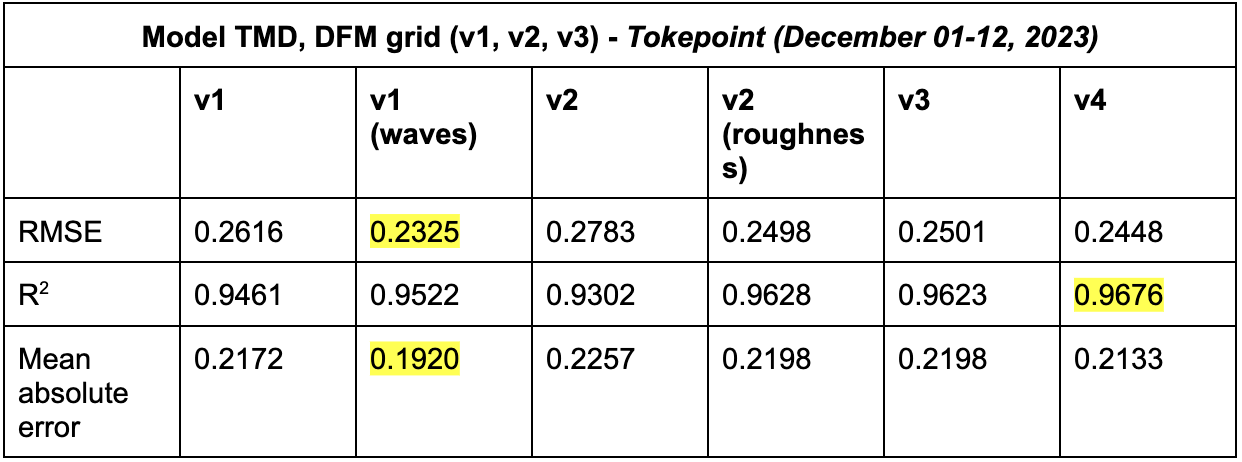 Model TMD, DFM grid (v1, v2, v3) - Tokepoint (December 01-12, 2023)
v1 v1 (waves) v2 v2 (roughness) v3 v4
RMSE 0.2616 0.2325 0.2783 0.2498 0.2501 0.2448
R² 0.9461 0.9522 0.9302 0.9628 0.9623 0.9676
Mean absolute error 0.2172 0.1920 0.2257 0.2198 0.2198 0.2133